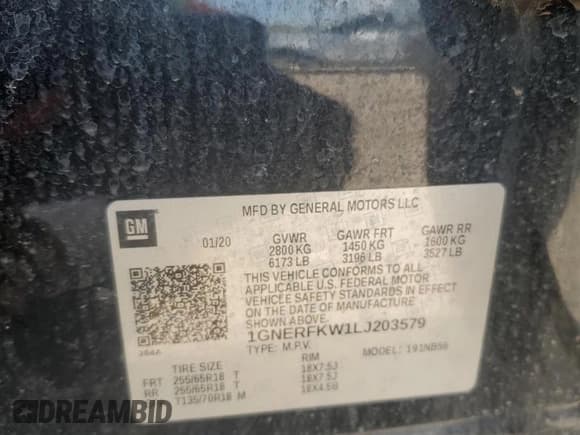 MFD BY GENERAL MOTORS LLC
GM
01/20 GVWR GAWR FRT GAWR RR
2800 KG 1450 KG 1600 KG
6173 LB 3196 LB 3527 LB
THIS VEHICLE CONFORMS TO ALL
APPLICABLE U.S. FEDERAL MOTOR
VEHICLE SAFETY STANDARDS IN EFFECT ON
THE DATE OF MANUFACTURE
SHOWN ABOVE.
1GNERFKW1LJ203579
TYPE: M.P.V. MODEL: 191NB56
TIRE SIZE RIM
FRT 255/65R18 T 18X7.5J
RR 255/65R18 T 18X7.5J
T135/70R18 M 18X4.5B
DREAMBID